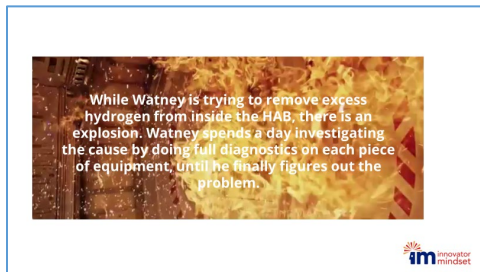 While Watney is trying to remove excess
hydrogen from inside the HAB, there is an
explosion. Watney spends a day investigating
the cause by doing full diagnostics on each piece
of equipment, until he finally figures out the
problem.
im innovator
mindset